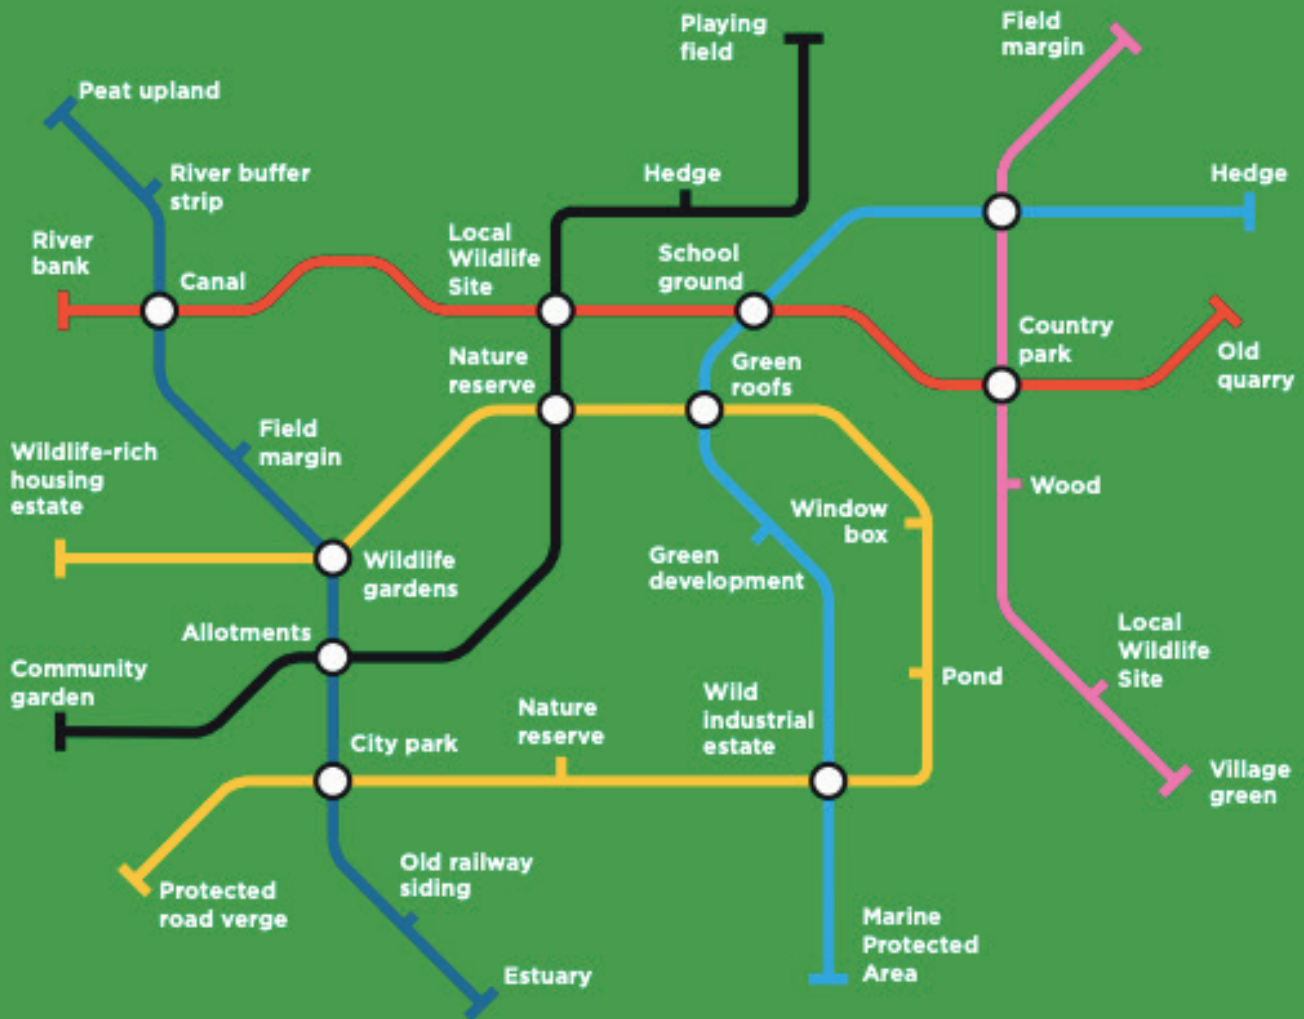 Playing
field
Field
margin
Peat upland
River buffer
strip
Hedge
Hedge
River
bank
Local
Wildlife
Site
School
ground
Canal
Country
park
Old
quarry
Nature
reserve
Green
roofs
Field
margin
Wildlife-rich
housing
estate
Wood
Window
box
Green
development
Wildlife
gardens
Allotments
Local
Wildlife
Site
Community
garden
Pond
Wild
industrial
estate
Nature
reserve
City park
Village
green
Old railway
siding
Protected
road verge
Marine
Protected
Area
Estuary